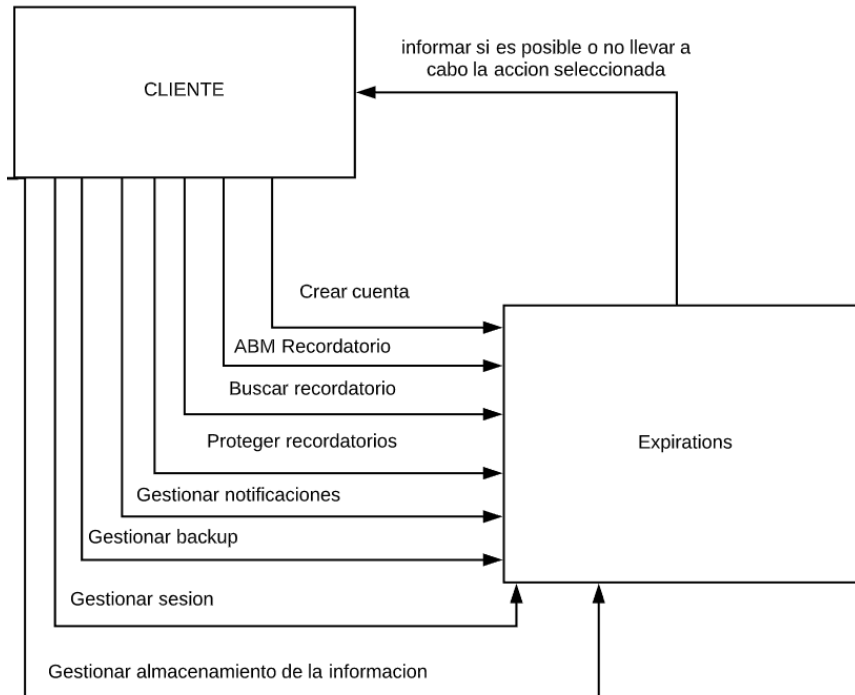 informar si es posible o no llevar a
cabo la accion seleccionada
CLIENTE
Crear cuenta
ABM Recordatorio
Buscar recordatorio
Proteger recordatorios
Expirations
Gestionar notificaciones
Gestionar backup
Gestionar sesion
Gestionar almacenamiento de la informacion